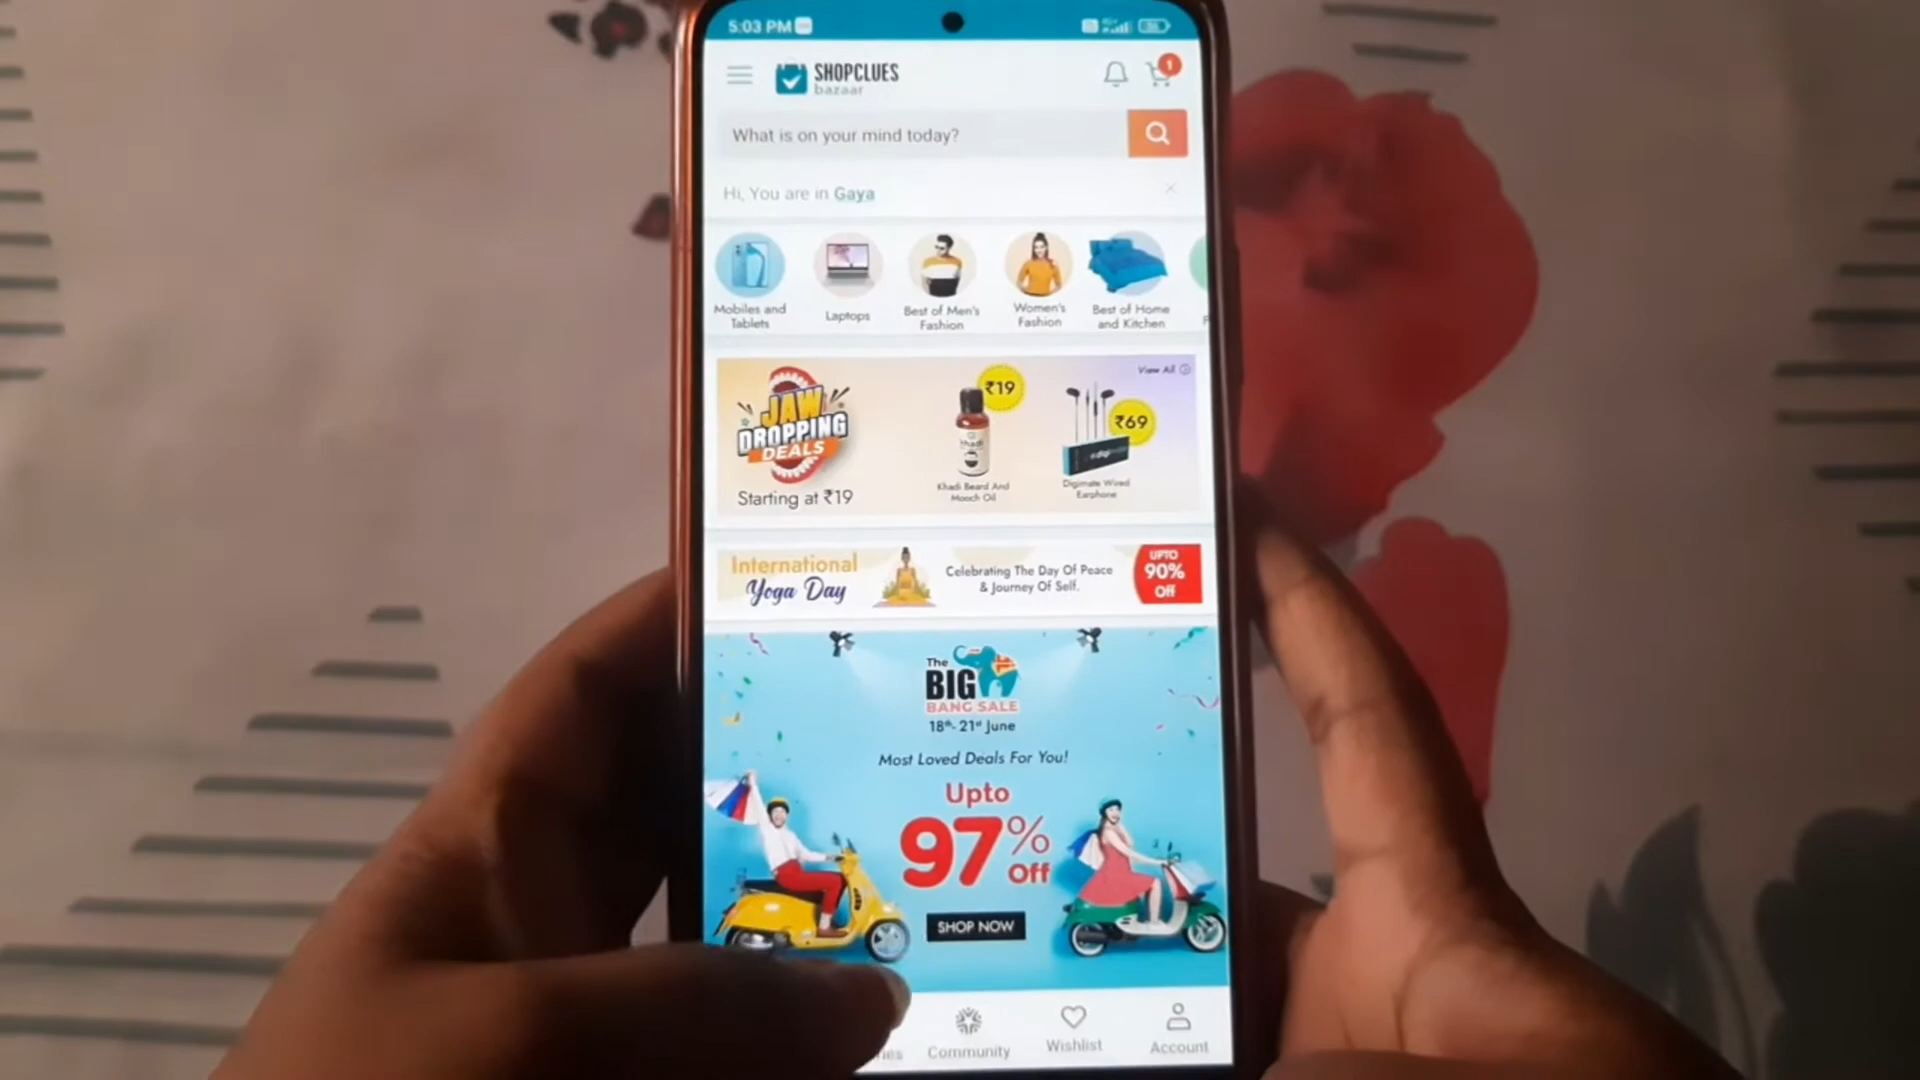 5:03 PM
SHOPCLUES
bazaar
1
What is on your mind today?
Hi, You are in Gaya
Mobiles and
Tablets
Laptops
Best of Men's
Fashion
Women's
Fashion
Best of Home
and Kitchen
View All
JAW
DROPPING
DEALS
Starting at ₹19
₹19
khadi
Khadi Beard And
Mooch Oil
₹69
Digimate Wired
Earphone
International
Yoga Day
Celebrating The Day Of Peace
& Journey Of Self.
UPTO
90%
Off
The
BIG
BANG SALE
18th- 21st June
Most Loved Deals For You!
Upto
97%
Off
SHOP NOW
Community
Wishlist
Account